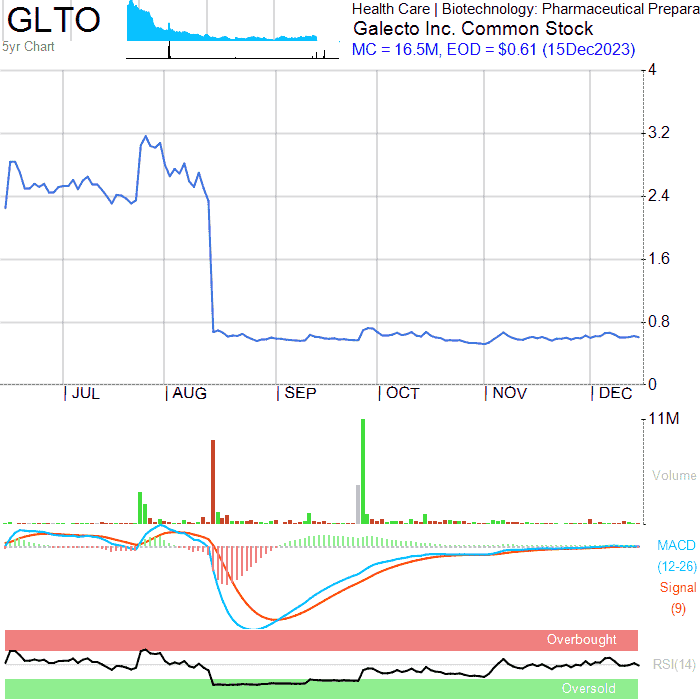 GLTO
5yr Chart
Health Care | Biotechnology: Pharmaceutical Prepara
Galecto Inc. Common Stock
MC = 16.5M, EOD = $0.61 (15Dec2023)
4
3.2
2.4
1.6
0.8
0
| JUL | AUG | SEP | OCT | NOV | DEC
11M
Volume
MACD
(12-26)
Signal
(9)
Overbought
RSI(14)
Oversold